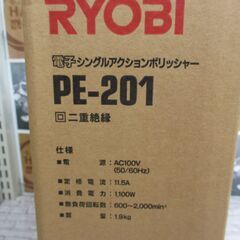 RYOBI
電子シングルアクションポリッシャー
PE-201
回二重絶縁
仕様
■電源:AC100V
(50/60Hz)
■定格電流:11.5A
■消費電力:1,100W
■無負荷回転数:600~2,000min⁻¹
■質量:1.9kg